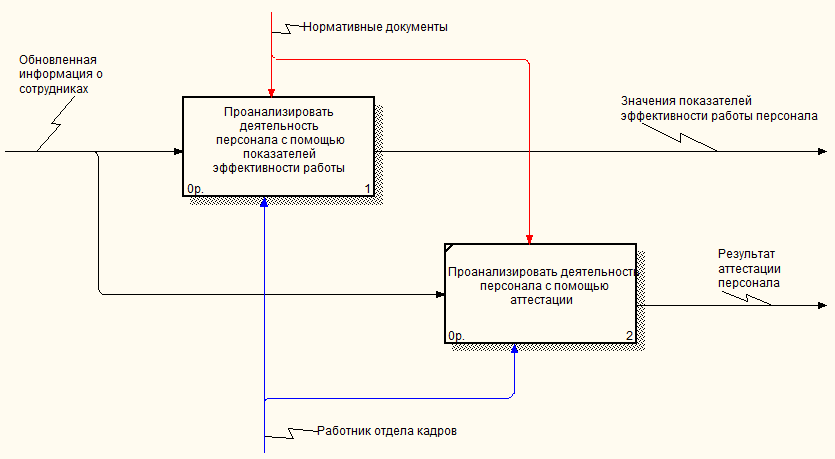 Нормативные документы
Обновленная
информация о
сотрудниках
Значения показателей
эффективности работы персонала
Проанализировать
деятельность
персонала с помощью
показателей
эффективности работы
0р. 1
Результат
аттестации
персонала
Проанализировать деятельность
персонала с помощью
аттестации
0р. 2
Работник отдела кадров